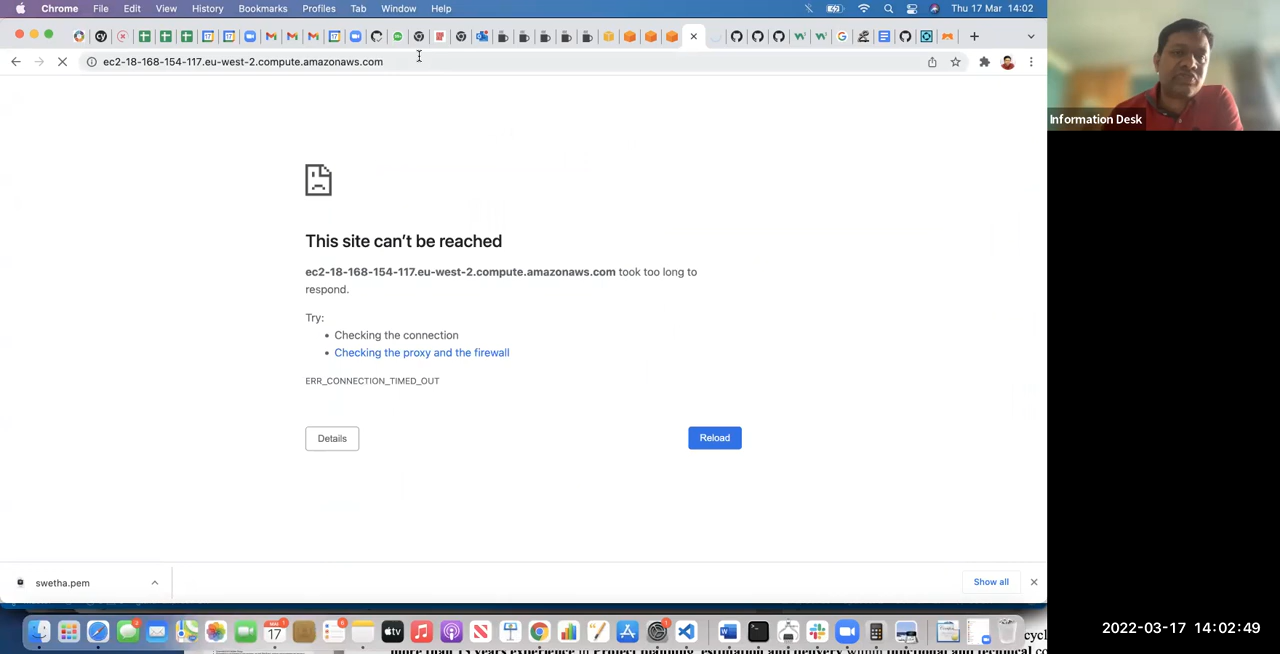 Chrome File Edit View History Bookmarks Profiles Tab Window Help Thu 17 Mar 14:02
ec2-18-168-154-117.eu-west-2.compute.amazonaws.com
Information Desk
This site can't be reached
ec2-18-168-154-117.eu-west-2.compute.amazonaws.com took too long to
respond.
Try:
• Checking the connection
• Checking the proxy and the firewall
ERR_CONNECTION_TIMED_OUT
Details
Reload
swetha.pem
Show all
2022-03-17 14:02:49